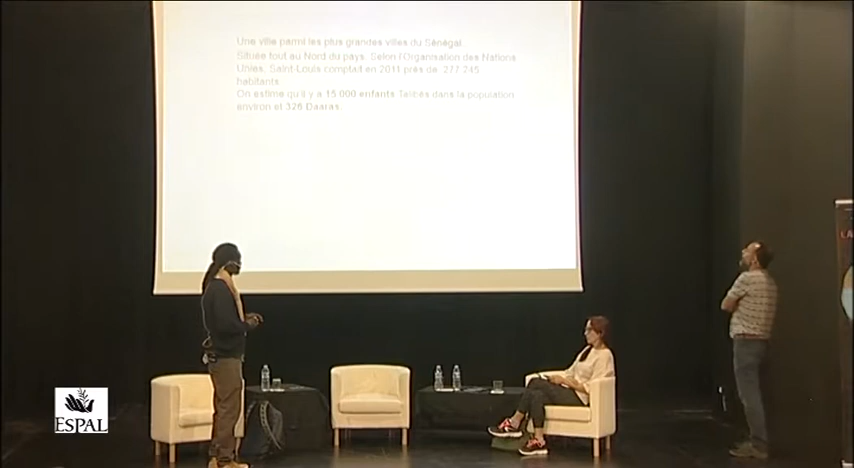 Une ville parmi les plus grandes villes du Sénégal
Située tout au Nord du pays. Selon l'Organisation des Nations
Unies, Saint-Louis comptait en 2011 près de 277 245
habitants.
On estime qu'il y a 15 000 enfants Talibés dans la population
environ et 326 Daaras.
ESPAL